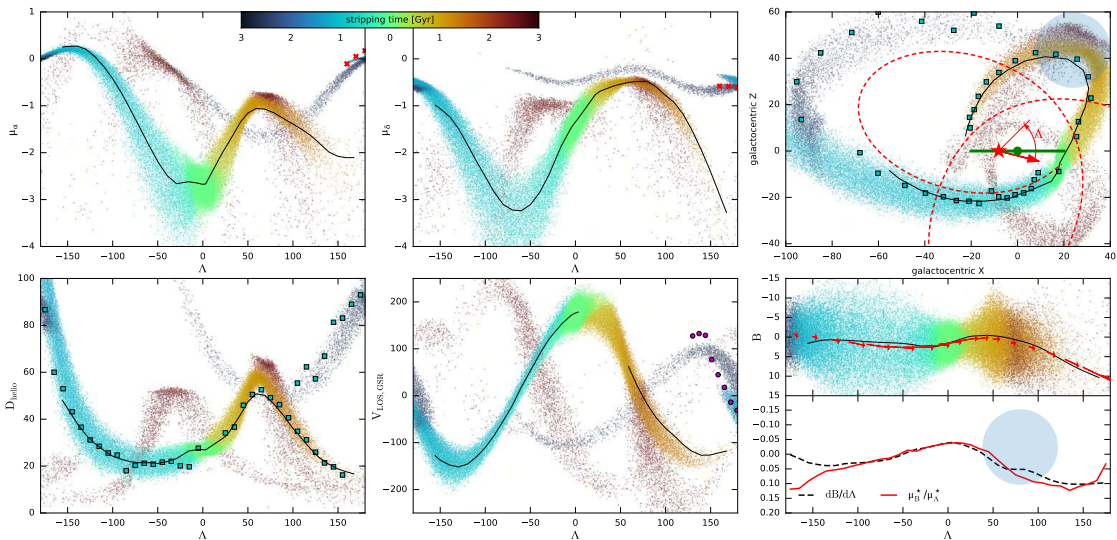 stripping time [Gyr]
3 2 1 0 1 2 3
1
0
−1
−2
−3
−4
μα
−150 −100 −50 0 50 100 150
Λ
1
0
−1
−2
−3
−4
μδ
−150 −100 −50 0 50 100 150
Λ
60
40
20
0
−20
−40
galactocentric Z
Λ
−100 −80 −60 −40 −20 0 20 40
galactocentric X
100
80
60
40
20
0
D_helio
−150 −100 −50 0 50 100 150
Λ
200
100
0
−100
−200
V_LOS,GSR
−150 −100 −50 0 50 100 150
Λ
−15
−10
−5
0
5
10
15
B
−0.15
−0.10
−0.05
0.00
0.05
0.10
0.15
0.20
dB/dΛ
μ*_B/μ*_Λ
−150 −100 −50 0 50 100 150
Λ